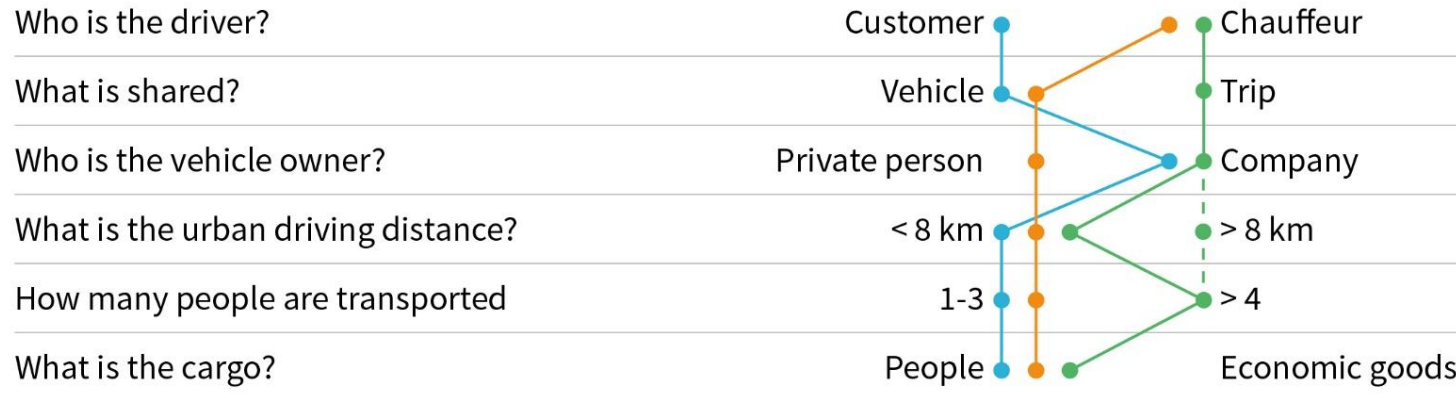 Who is the driver? Customer Chauffeur
What is shared? Vehicle Trip
Who is the vehicle owner? Private person Company
What is the urban driving distance? < 8 km > 8 km
How many people are transported 1-3 > 4
What is the cargo? People Economic goods